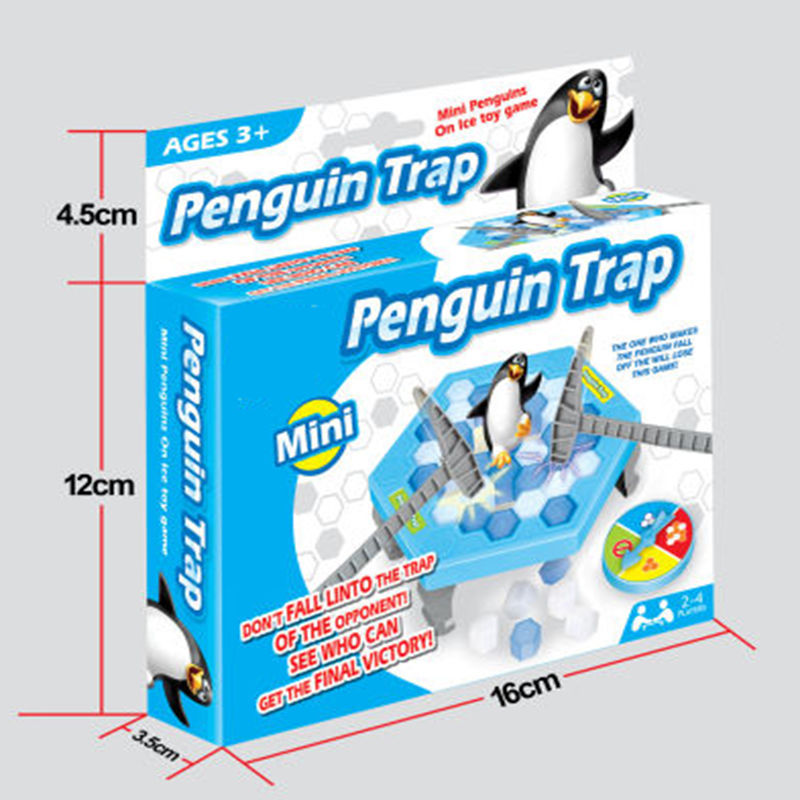 AGES 3+
Mini Penguins
On Ice toy game
Penguin Trap
4.5cm
Penguin Trap
THE ONE WHO MAKES
THE PENGUIN FALL
OFF THE WILL LOSE
THIS GAME!
Mini
Penguin Trap
Mini Penguins On Ice toy game
12cm
DON'T FALL LINTO THE TRAP
OF THE OPPONENT!
SEE WHO CAN
GET THE FINAL VICTORY!
2-4
PLAYERS
16cm
3.5cm